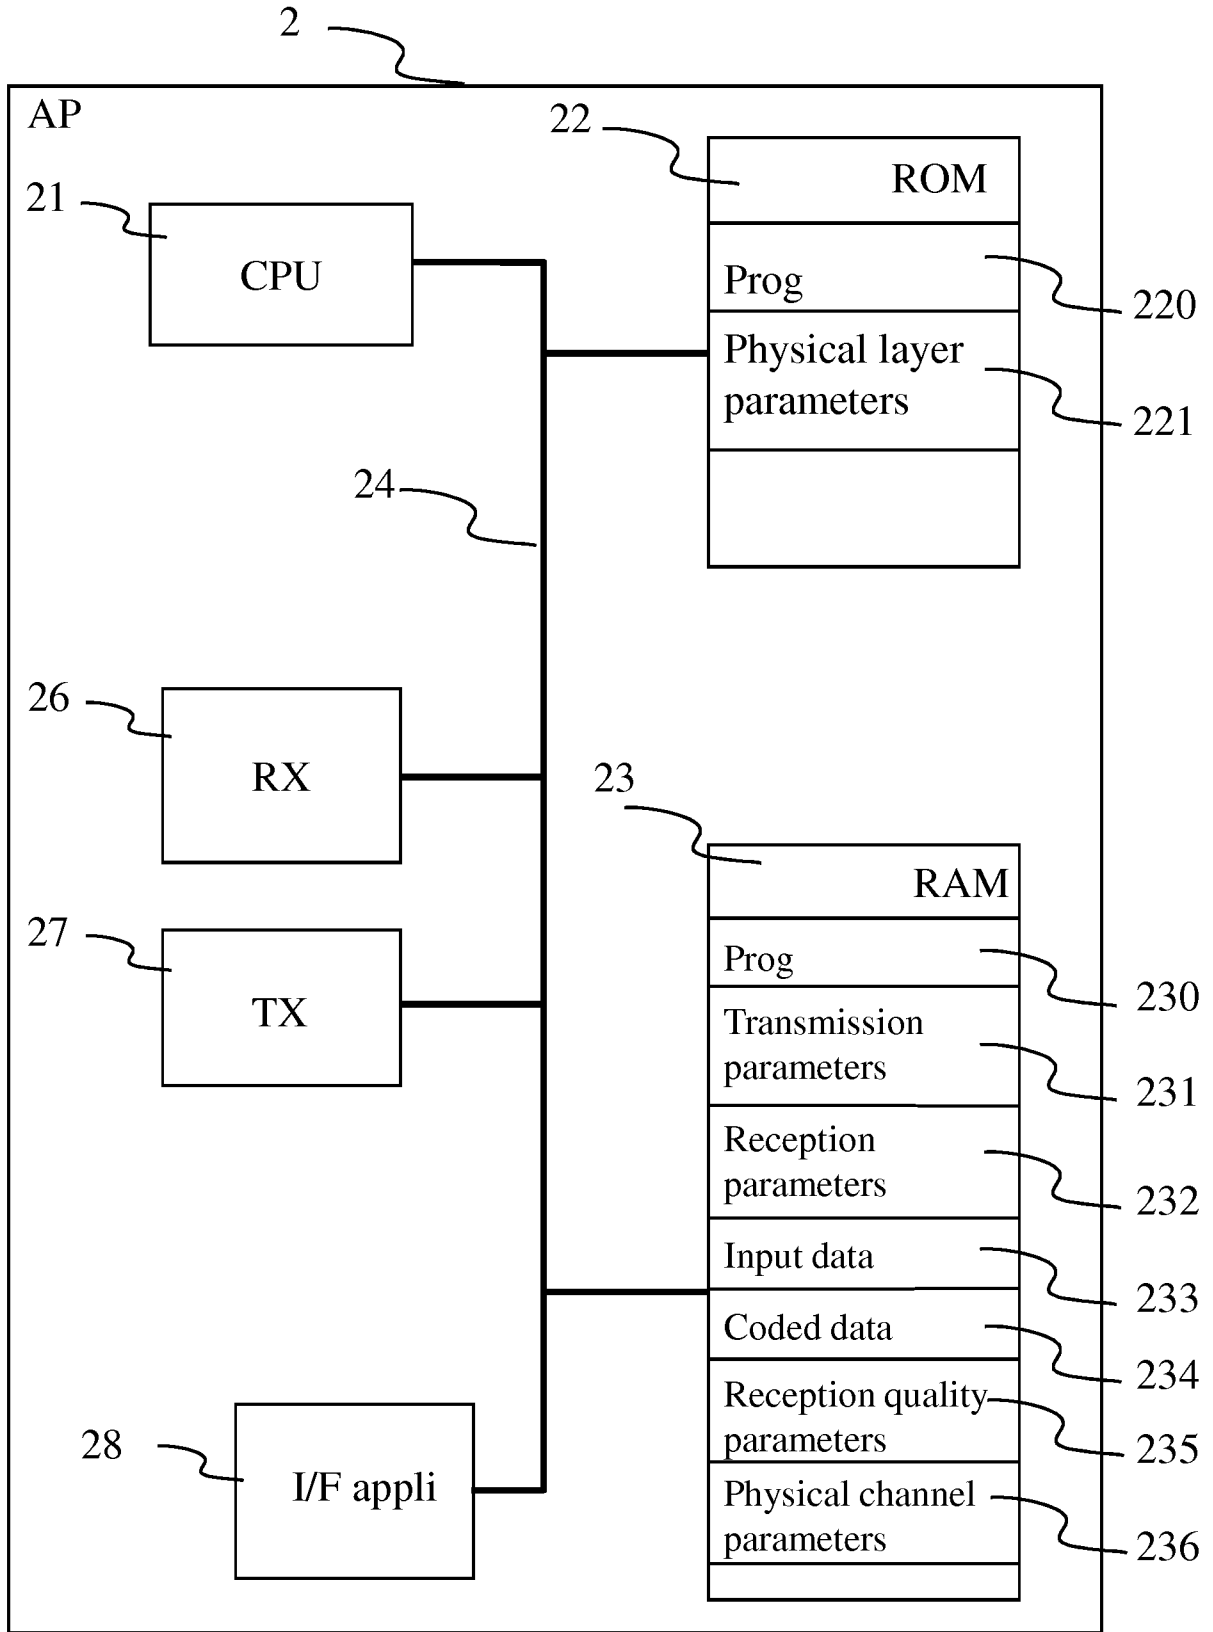 2
AP
22
ROM
21
CPU
Prog
220
Physical layer
parameters
221
24
26
RX
23
RAM
27
TX
Prog
230
Transmission
parameters
231
Reception
parameters
232
Input data
233
Coded data
234
Reception quality
parameters
235
28
I/F appli
Physical channel
parameters
236